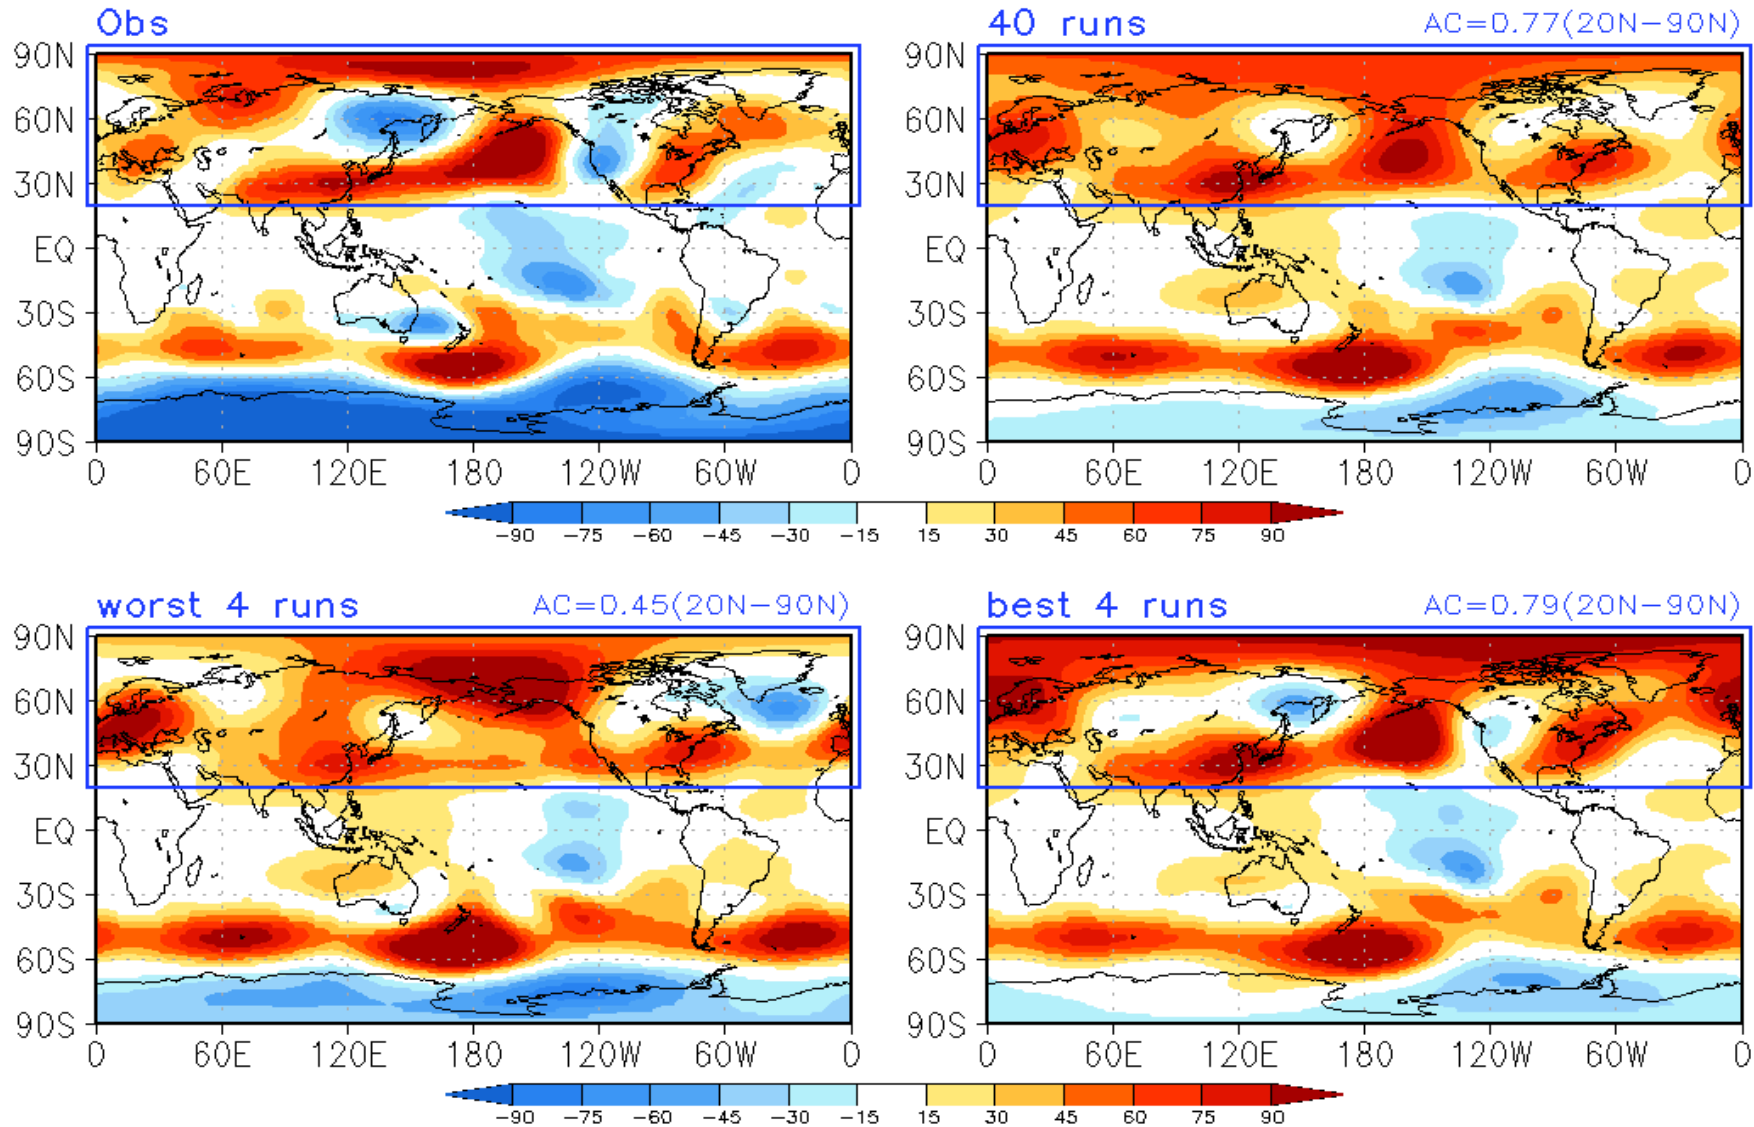 Obs
40 runs AC=0.77(20N−90N)
90N
60N
30N
EQ
30S
60S
90S
0 60E 120E 180 120W 60W 0
90N
60N
30N
EQ
30S
60S
90S
0 60E 120E 180 120W 60W 0
−90 −75 −60 −45 −30 −15 15 30 45 60 75 90
worst 4 runs AC=0.45(20N−90N)
best 4 runs AC=0.79(20N−90N)
90N
60N
30N
EQ
30S
60S
90S
0 60E 120E 180 120W 60W 0
90N
60N
30N
EQ
30S
60S
90S
0 60E 120E 180 120W 60W 0
−90 −75 −60 −45 −30 −15 15 30 45 60 75 90